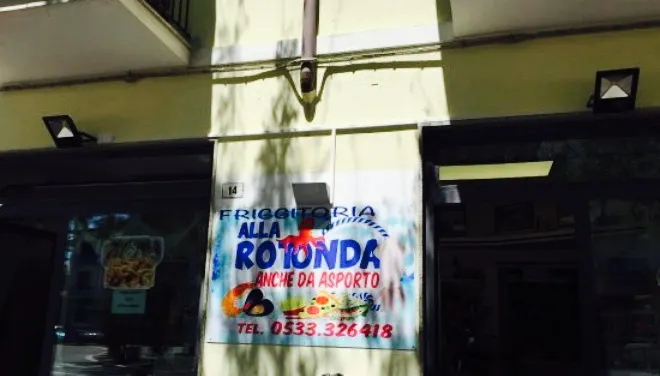 14
FRIGGITORIA
ALLA
ROTONDA
ANCHE DA ASPORTO
TEL. 0533.326418